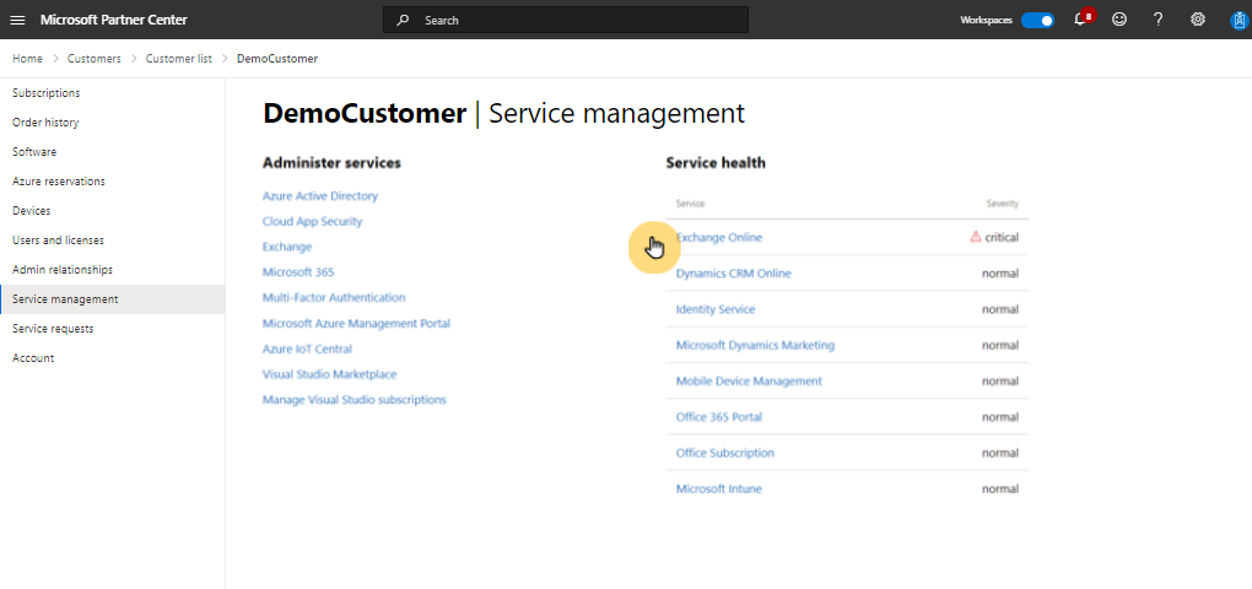 Microsoft Partner Center
Search
Workspaces
8
Home > Customers > Customer list > DemoCustomer
Subscriptions
Order history
Software
Azure reservations
Devices
Users and licenses
Admin relationships
Service management
Service requests
Account
DemoCustomer | Service management
Administer services
Azure Active Directory
Cloud App Security
Exchange
Microsoft 365
Multi-Factor Authentication
Microsoft Azure Management Portal
Azure IoT Central
Visual Studio Marketplace
Manage Visual Studio subscriptions
Service health
Service Severity
Exchange Online critical
Dynamics CRM Online normal
Identity Service normal
Microsoft Dynamics Marketing normal
Mobile Device Management normal
Office 365 Portal normal
Office Subscription normal
Microsoft Intune normal